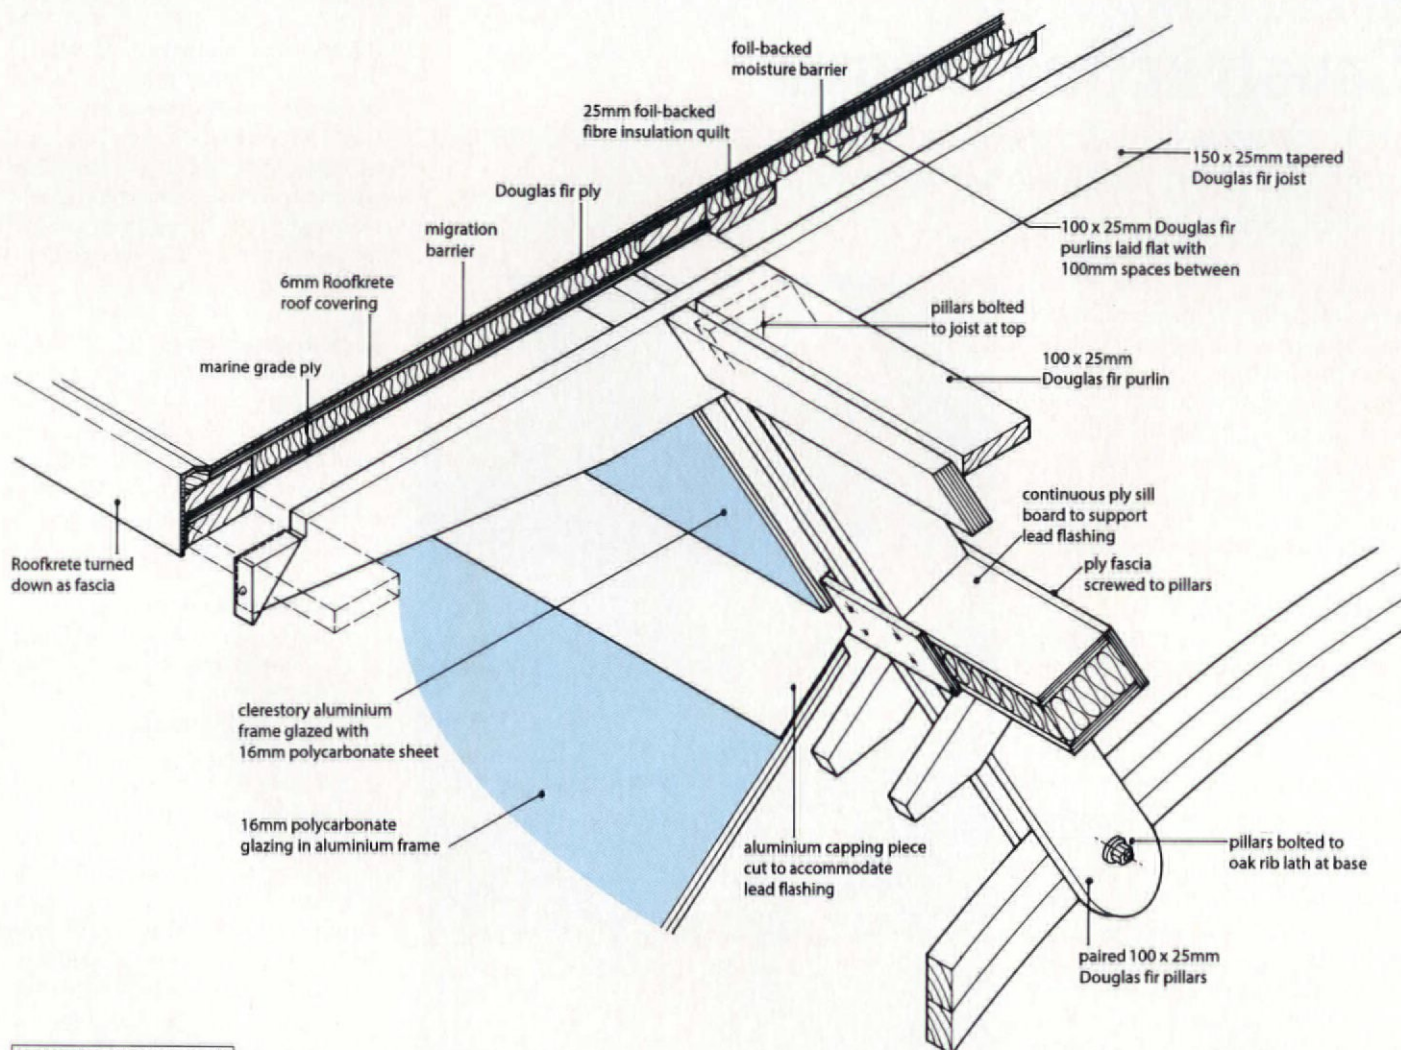 foil-backed
moisture barrier
25mm foil-backed
fibre insulation quilt
Douglas fir ply
migration
barrier
6mm Roofkrete
roof covering
marine grade ply
Roofkrete turned
down as fascia
150 x 25mm tapered
Douglas fir joist
100 x 25mm Douglas fir
purlins laid flat with
100mm spaces between
pillars bolted
to joist at top
100 x 25mm
Douglas fir purlin
continuous ply sill
board to support
lead flashing
ply fascia
screwed to pillars
clerestory aluminium
frame glazed with
16mm polycarbonate sheet
16mm polycarbonate
glazing in aluminium frame
aluminium capping piece
cut to accommodate
lead flashing
pillars bolted to
oak rib lath at base
paired 100 x 25mm
Douglas fir pillars